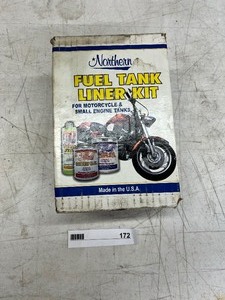 Northern
FUEL TANK
LINER KIT
FOR MOTORCYCLE &
SMALL ENGINE TANKS
Made in the U.S.A.
172